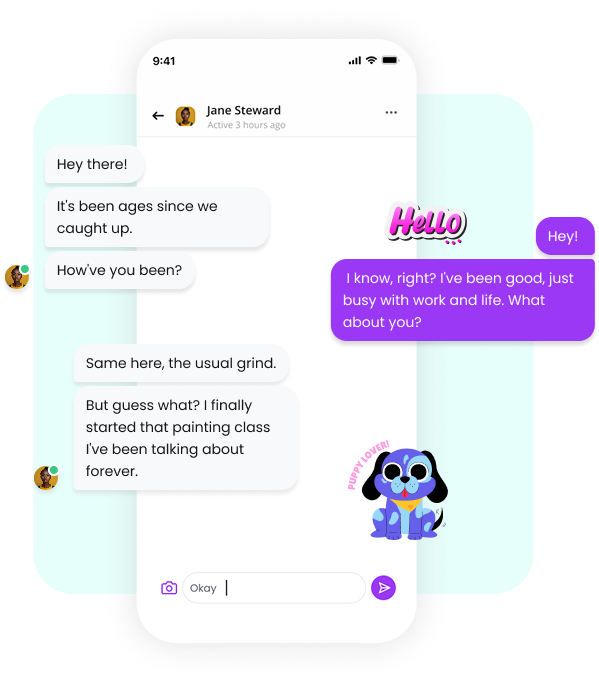 9:41
Jane Steward
Active 3 hours ago
Hey there!
It's been ages since we
caught up.
How've you been?
Hello
Hey!
I know, right? I've been good, just
busy with work and life. What
about you?
Same here, the usual grind.
But guess what? I finally
started that painting class
I've been talking about
forever.
PUPPY LOVER!
Okay